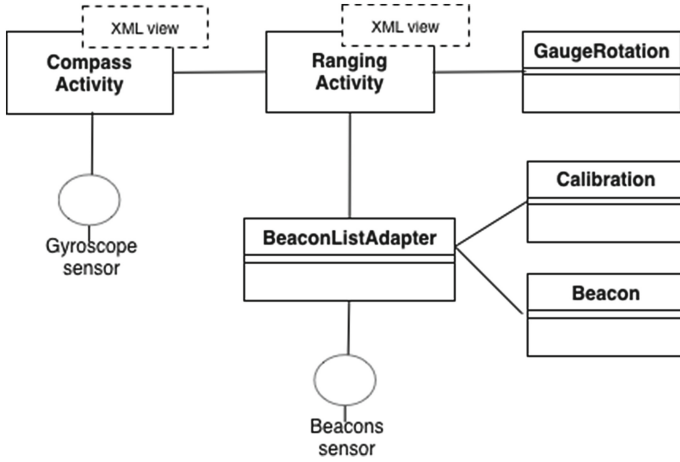 XML view
Compass
Activity
XML view
Ranging
Activity
GaugeRotation
Calibration
Gyroscope
sensor
BeaconListAdapter
Beacon
Beacons
sensor